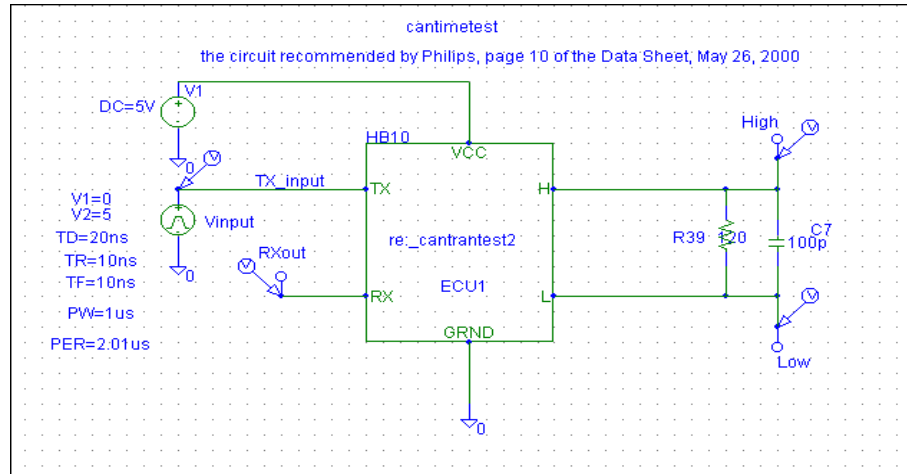 cantimetest
the circuit recommended by Philips, page 10 of the Data Sheet, May 26, 2000
V1
DC=5V
0
HB10
VCC
High
V
V
TX_input
TX
H
V1=0
V2=5
Vinput
TD=20ns
TR=10ns
TF=10ns
PW=1us
PER=2.01us
0
re:_cantrantest2
ECU1
R39 120
C7
100p
RXout
V
RX
L
V
GRND
Low
0